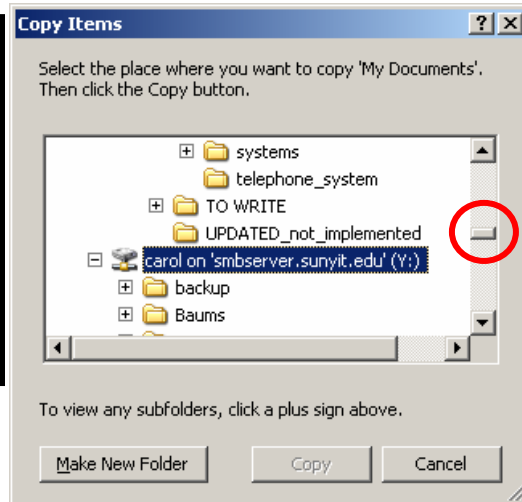 Copy Items
Select the place where you want to copy 'My Documents'.
Then click the Copy button.
systems
telephone_system
TO WRITE
UPDATED_not_implemented
carol on 'smbserver.sunyit.edu' (Y:)
backup
Baums
To view any subfolders, click a plus sign above.
Make New Folder Copy Cancel